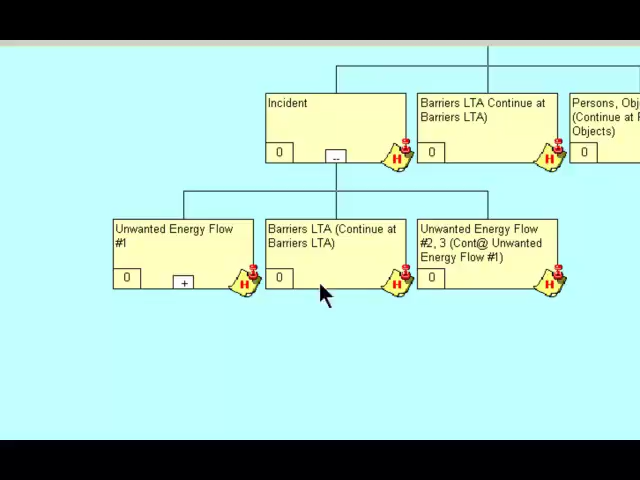 Incident
0
--
H
Barriers LTA Continue at
Barriers LTA)
0
H
Persons, Obj
(Continue at
Objects)
0
Unwanted Energy Flow
#1
0
+
H
Barriers LTA (Continue at
Barriers LTA)
0
H
Unwanted Energy Flow
#2, 3 (Cont@ Unwanted
Energy Flow #1)
0
H